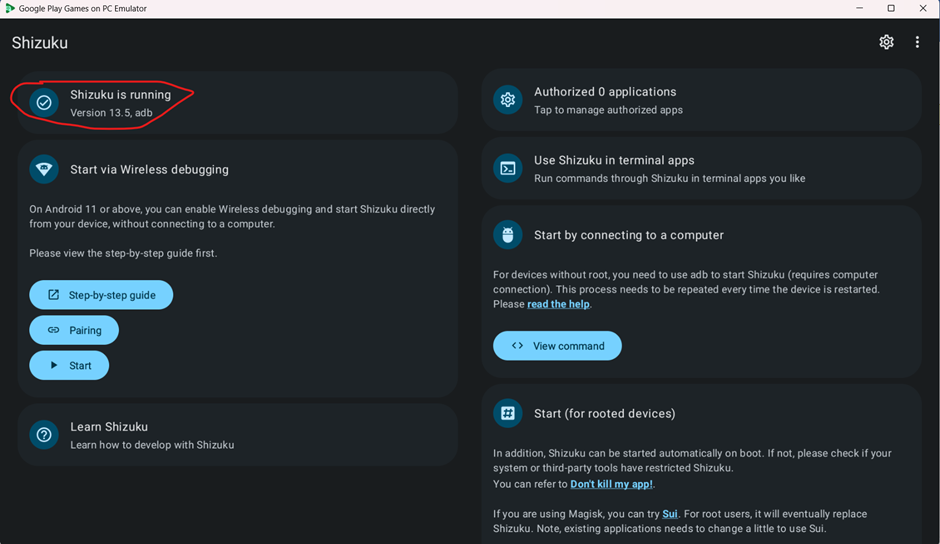 Google Play Games on PC Emulator
Shizuku
Shizuku is running
Version 13.5, adb
Start via Wireless debugging
On Android 11 or above, you can enable Wireless debugging and start Shizuku directly
from your device, without connecting to a computer.
Please view the step-by-step guide first.
Step-by-step guide
Pairing
Start
Learn Shizuku
Learn how to develop with Shizuku
Authorized 0 applications
Tap to manage authorized apps
Use Shizuku in terminal apps
Run commands through Shizuku in terminal apps you like
Start by connecting to a computer
For devices without root, you need to use adb to start Shizuku (requires computer
connection). This process needs to be repeated every time the device is restarted.
Please read the help.
View command
Start (for rooted devices)
In addition, Shizuku can be started automatically on boot. If not, please check if your
system or third-party tools have restricted Shizuku.
You can refer to Don't kill my app!.
If you are using Magisk, you can try Sui. For root users, it will eventually replace
Shizuku. Note, existing applications needs to change a little to use Sui.